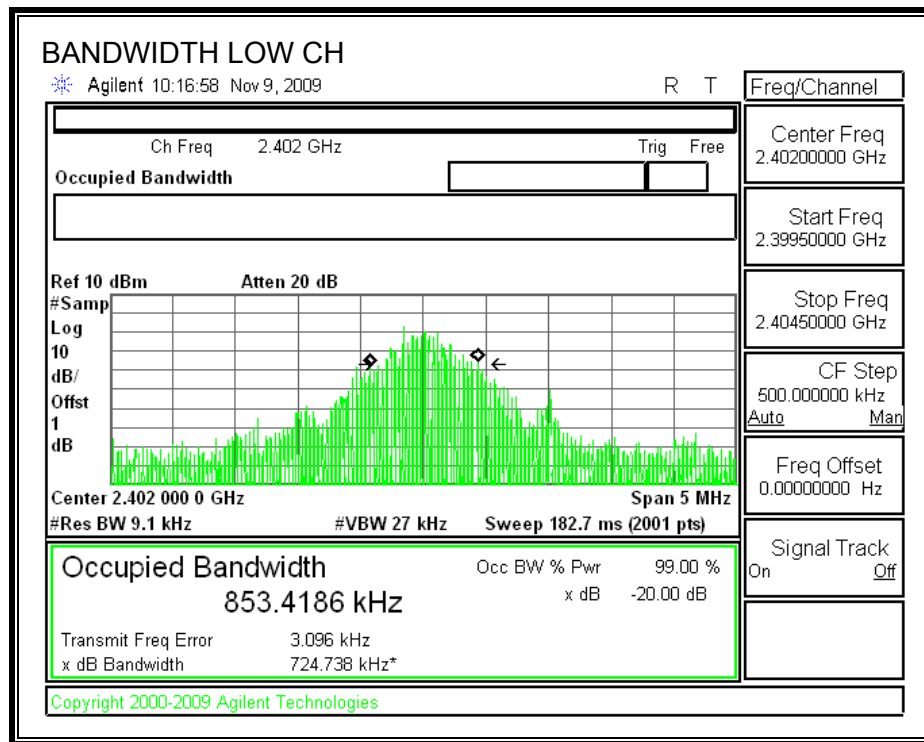 BANDWIDTH LOW CH
Agilent 10:16:58 Nov 9, 2009 R T
Freq/Channel
Ch Freq 2.402 GHz Trig Free
Occupied Bandwidth
Center Freq
2.40200000 GHz
Start Freq
2.39950000 GHz
Stop Freq
2.40450000 GHz
CF Step
500.000000 kHz
Auto Man
Freq Offset
0.00000000 Hz
Signal Track
On Off
Ref 10 dBm Atten 20 dB
#Samp
Log
10
dB/
Offst
1
dB
Center 2.402 000 0 GHz Span 5 MHz
#Res BW 9.1 kHz #VBW 27 kHz Sweep 182.7 ms (2001 pts)
Occupied Bandwidth Occ BW % Pwr 99.00 %
853.4186 kHz x dB -20.00 dB
Transmit Freq Error 3.096 kHz
x dB Bandwidth 724.738 kHz*
Copyright 2000-2009 Agilent Technologies